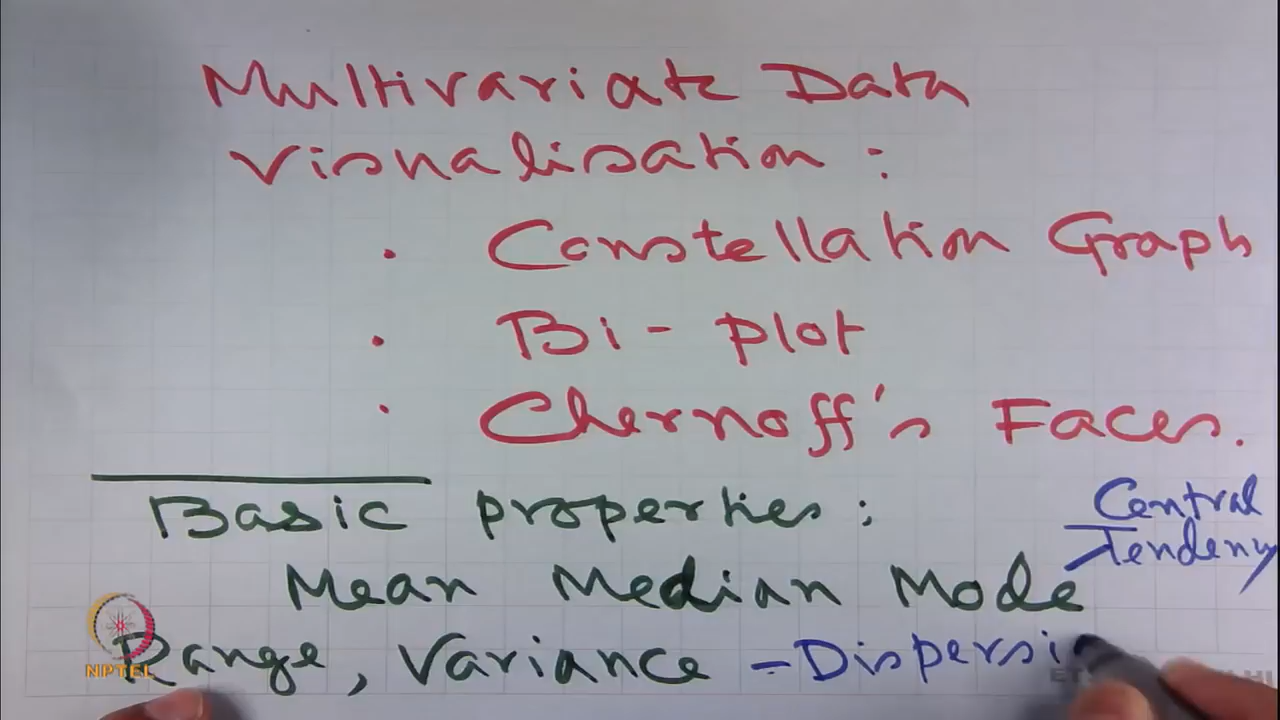 Multivariate Data
Visualisation :
. Constellation Graph
. Bi - plot
. Chernoff's Faces.
Basic properties :
Central
Tendency
Mean Median Mode
Range, Variance - Dispersi
NPTEL